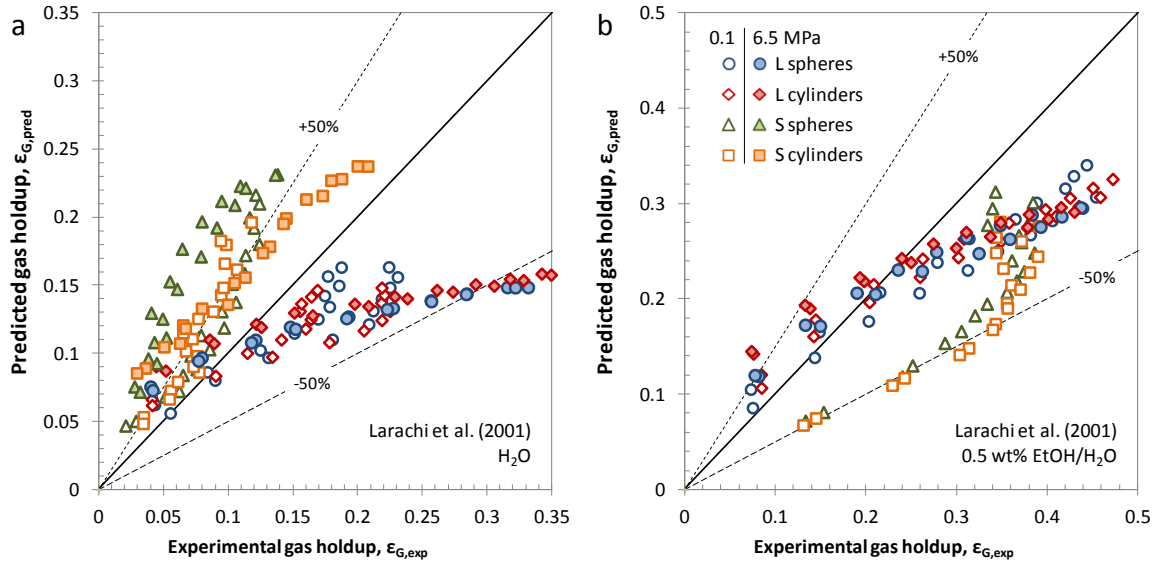 a
0.35
0.3
0.25
0.2
0.15
0.1
0.05
0
Predicted gas holdup, εG,pred
+50%
-50%
Larachi et al. (2001)
H2O
0 0.05 0.1 0.15 0.2 0.25 0.3 0.35
Experimental gas holdup, εG,exp
b
0.5
0.4
0.3
0.2
0.1
0
Predicted gas holdup, εG,pred
0.1 6.5 MPa
L spheres
L cylinders
S spheres
S cylinders
+50%
-50%
Larachi et al. (2001)
0.5 wt% EtOH/H2O
0 0.1 0.2 0.3 0.4 0.5
Experimental gas holdup, εG,exp